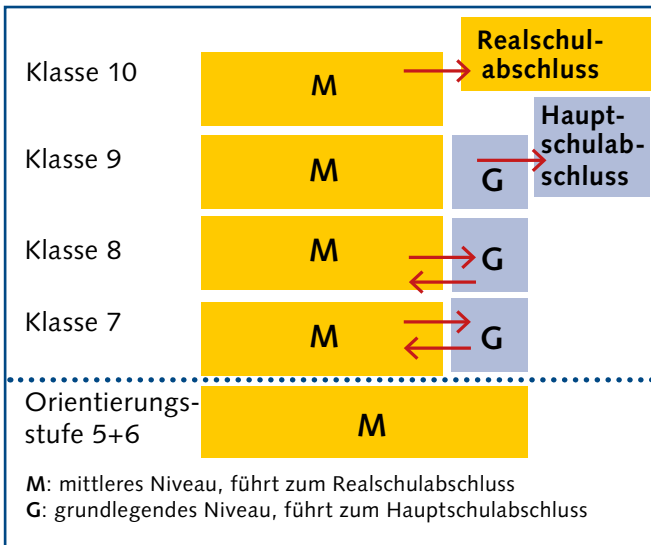 Klasse 10
M
Realschul-
abschluss
Klasse 9
M
G
Haupt-
schulab-
schluss
Klasse 8
M
G
Klasse 7
M
G
Orientierungs-
stufe 5+6
M
M: mittleres Niveau, führt zum Realschulabschluss
G: grundlegendes Niveau, führt zum Hauptschulabschluss